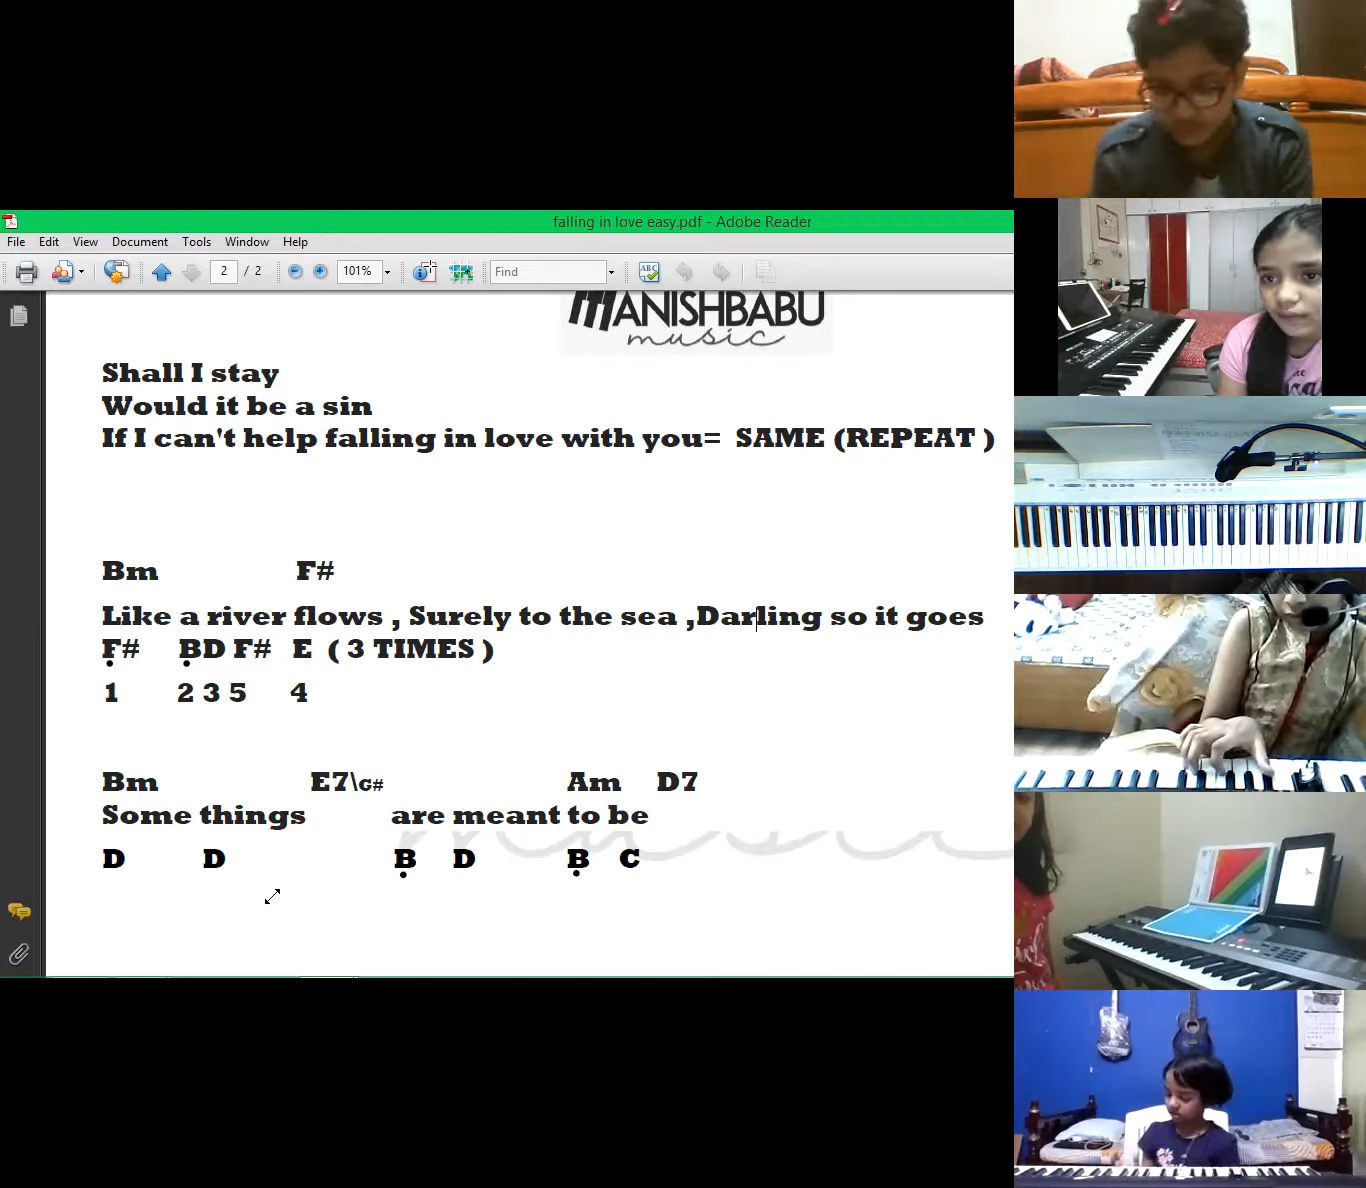 falling in love easy.pdf - Adobe Reader
File Edit View Document Tools Window Help
2 / 2 101% Find
MANISHBABU
music
Shall I stay
Would it be a sin
If I can't help falling in love with you= SAME (REPEAT )
Bm F#
Like a river flows , Surely to the sea ,Darling so it goes
F# BD F# E ( 3 TIMES )
1 2 3 5 4
Bm E7\G# Am D7
Some things are meant to be
D D B D B C
music